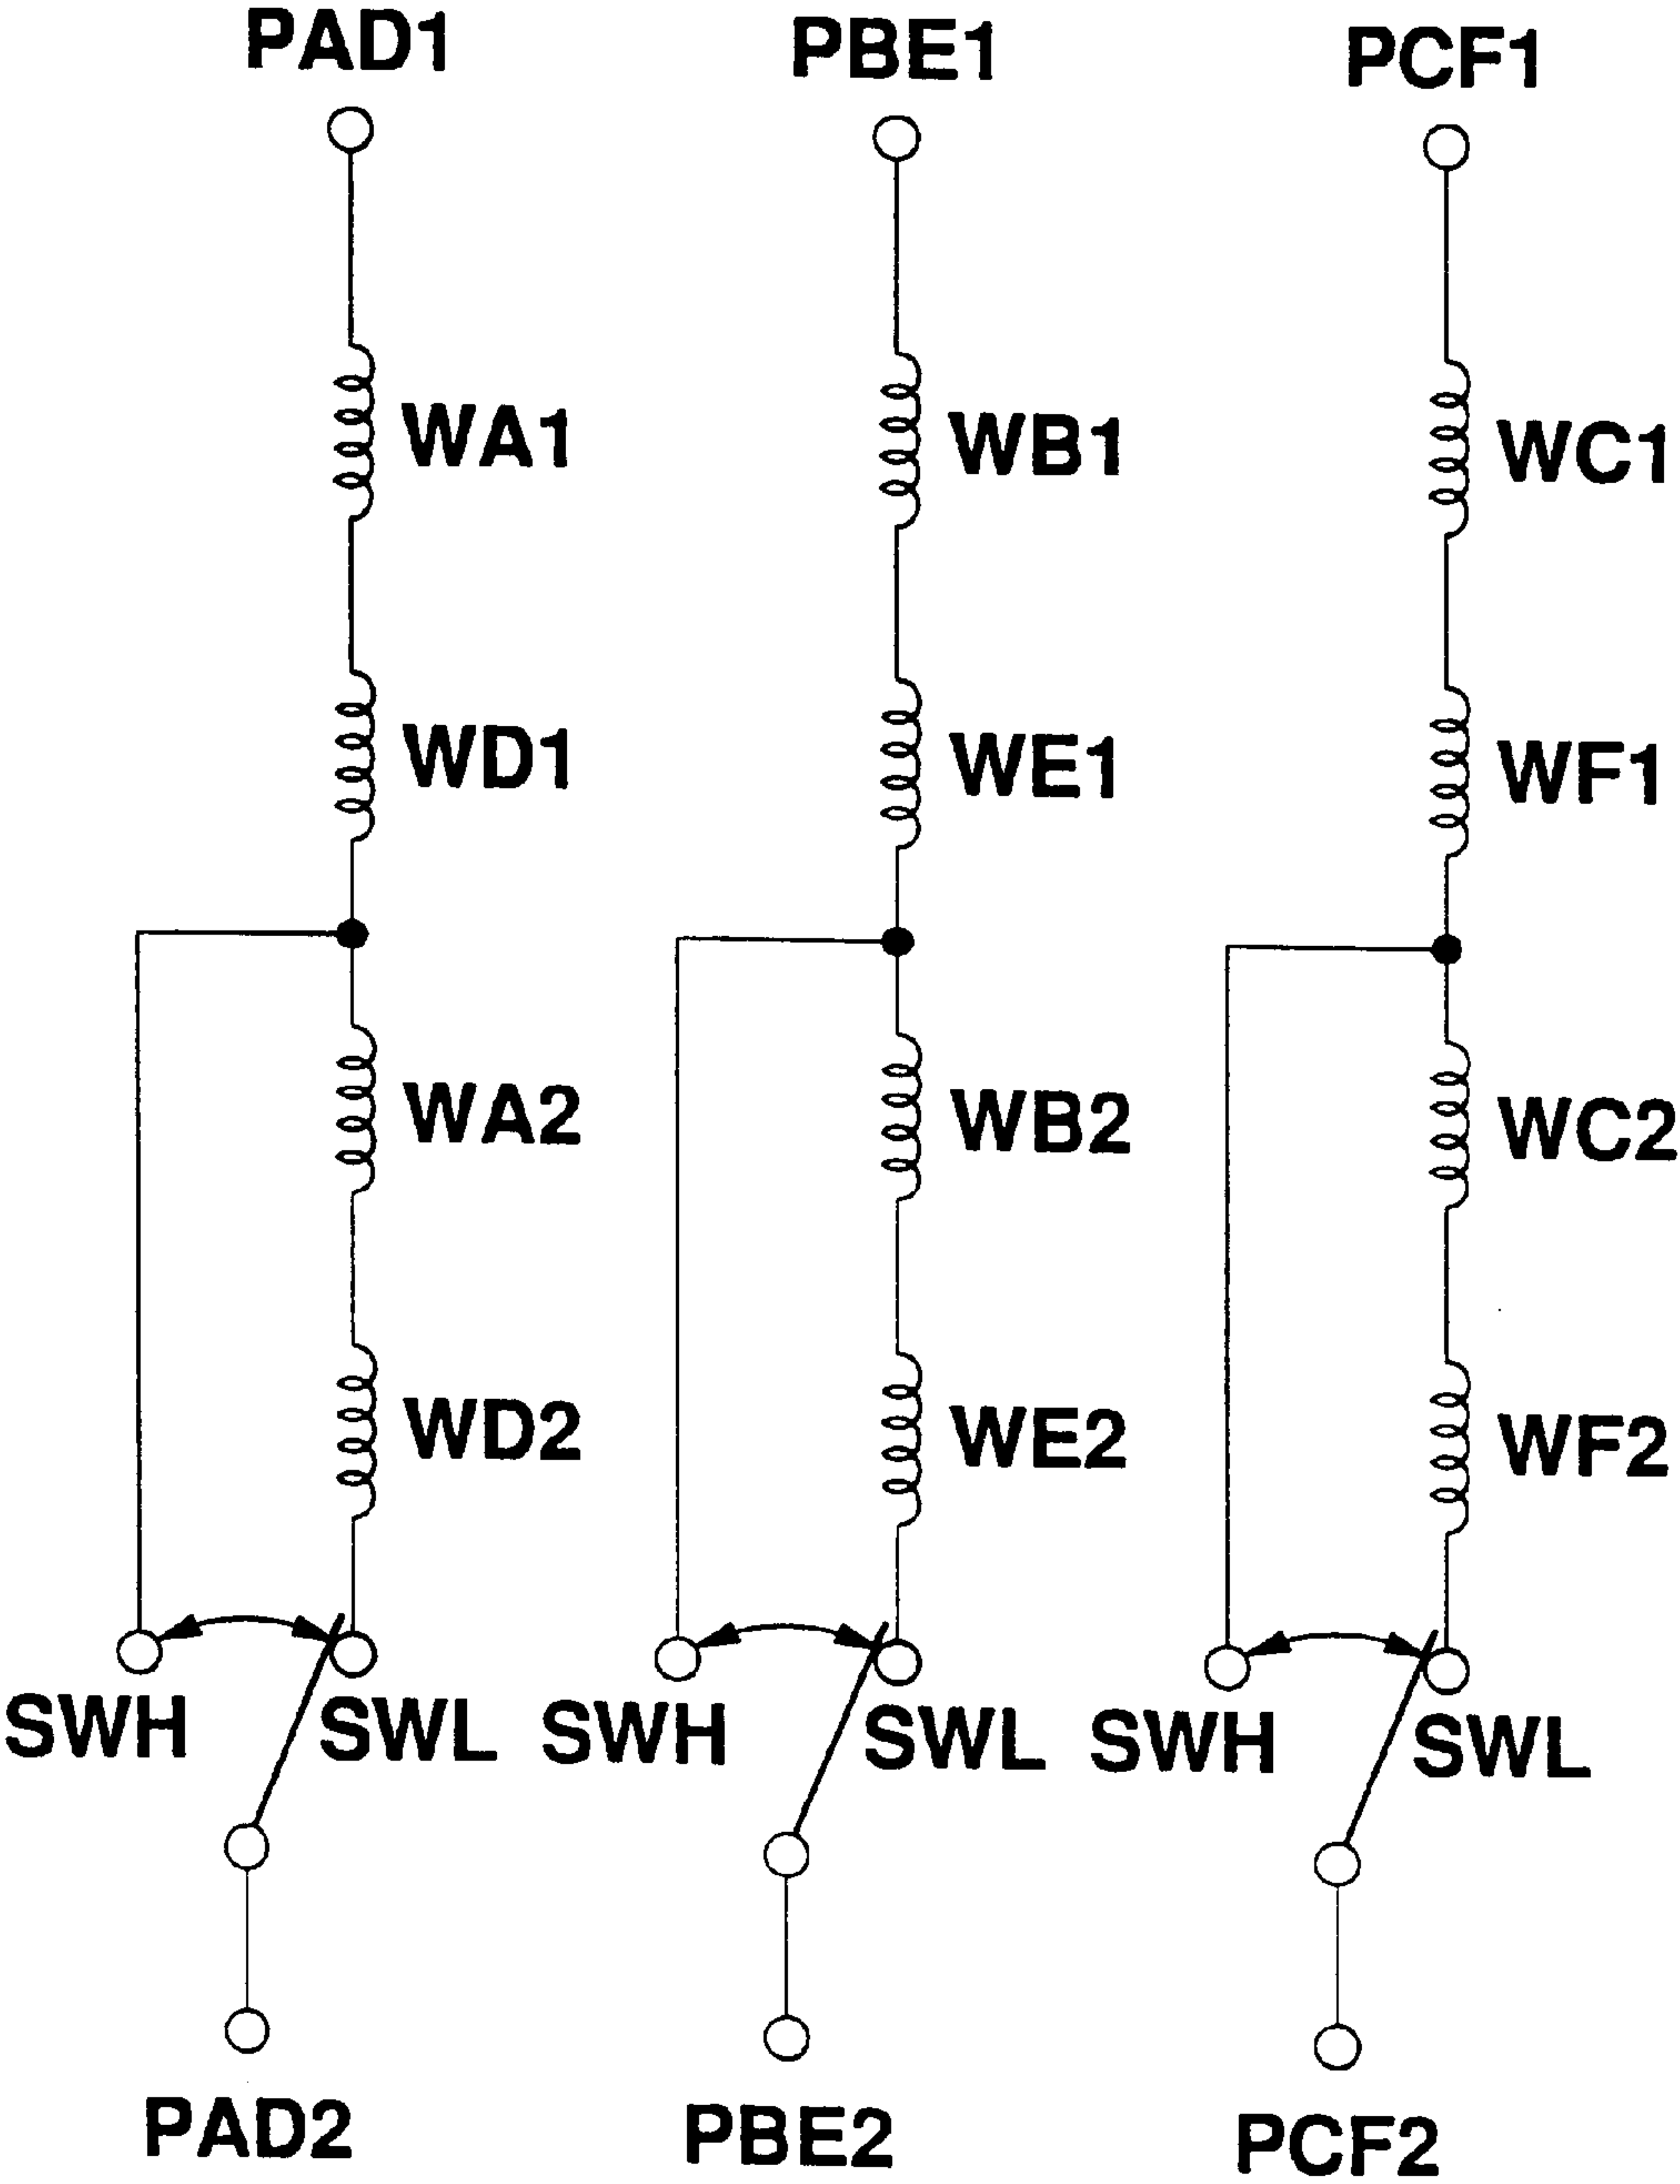 PAD1 PBE1 PCF1
WA1 WB1 WC1
WD1 WE1 WF1
WA2 WB2 WC2
WD2 WE2 WF2
SWH SWL SWH SWL SWH SWL
PAD2 PBE2 PCF2